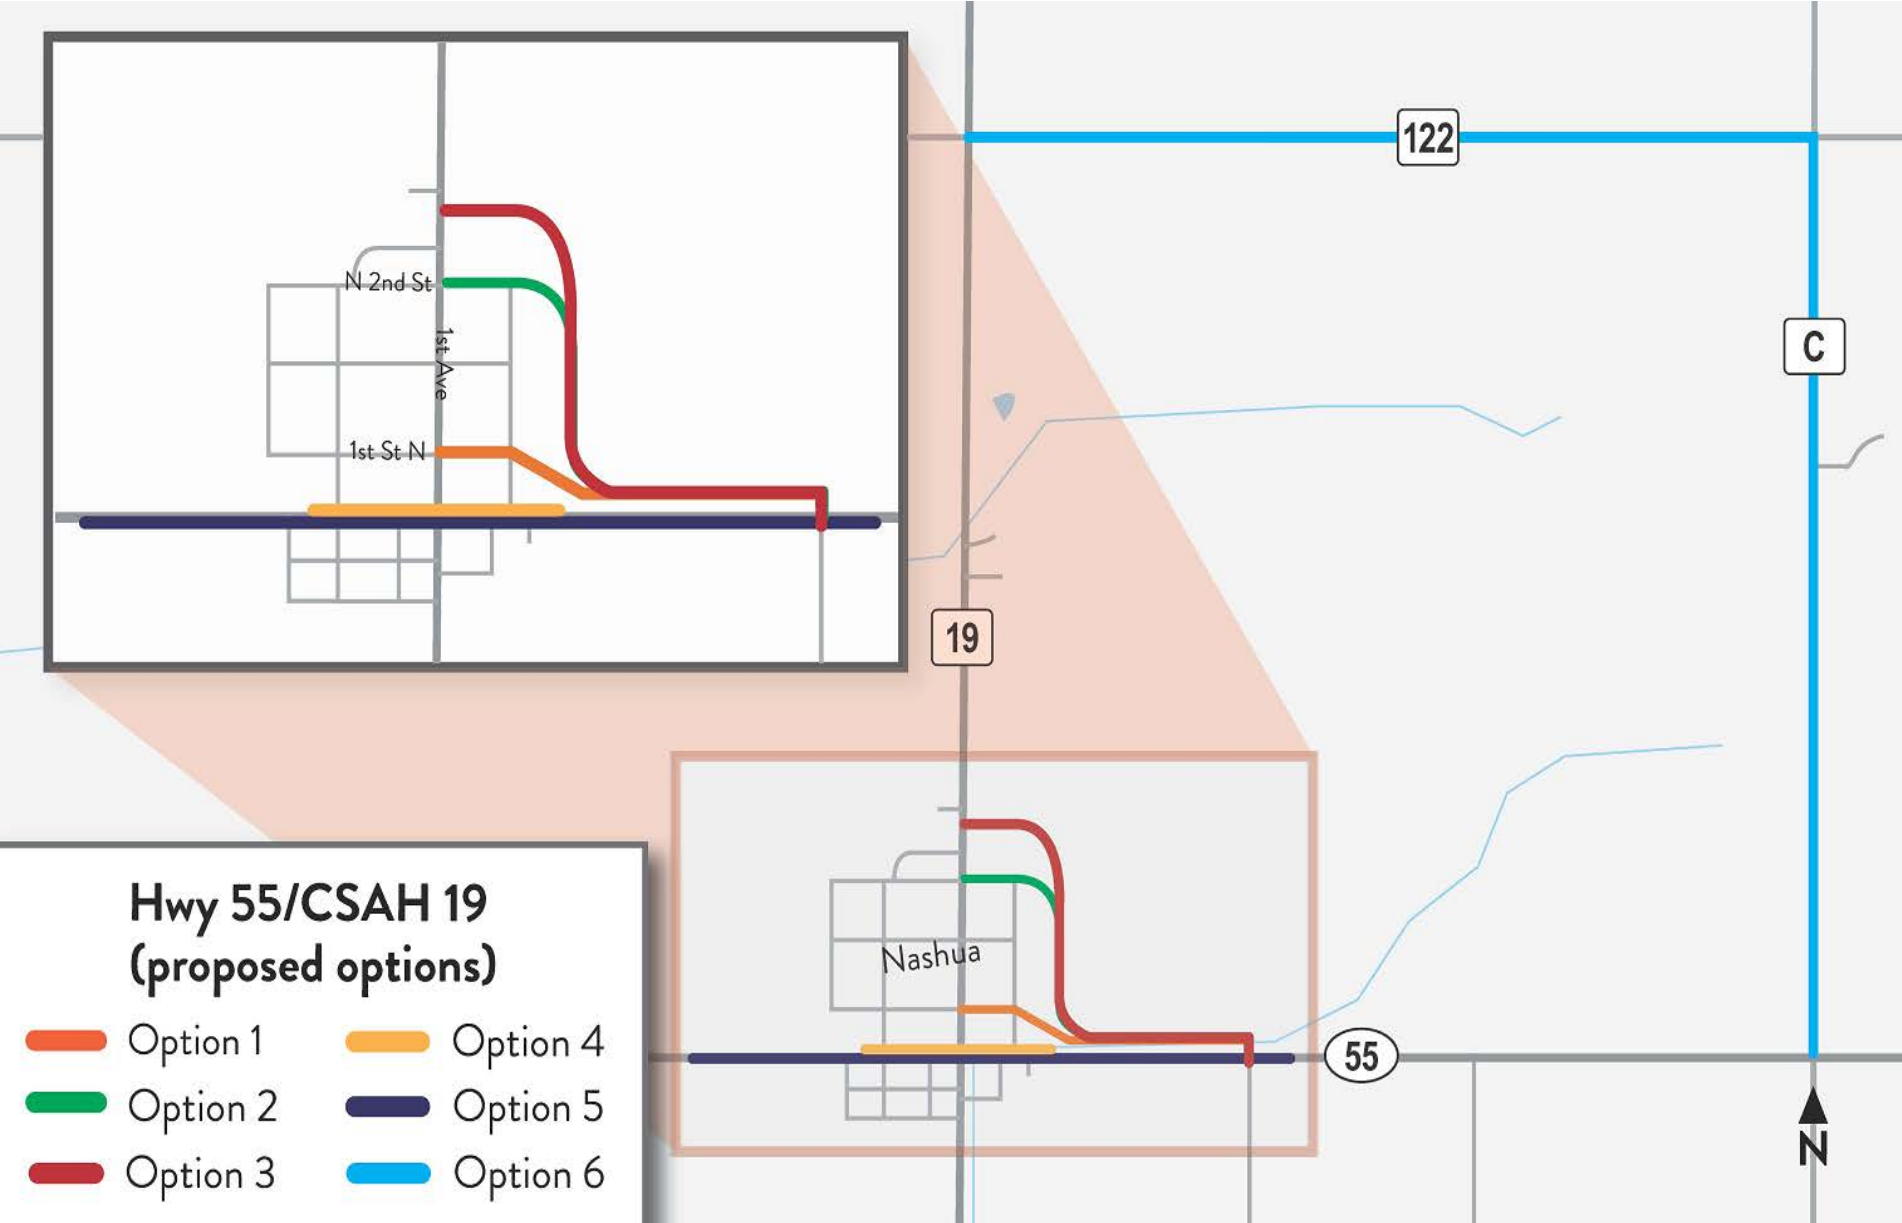 122
N 2nd St
C
1st Ave
1st St N
19
Hwy 55/CSAH 19
(proposed options)
Nashua
Option 1
Option 4
55
Option 2
Option 5
Option 3
Option 6
N